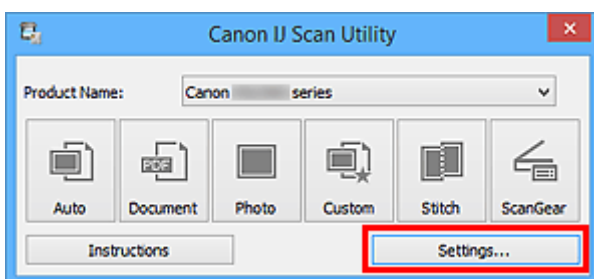 Canon IJ Scan Utility
Product Name: Canon series
PDF
Auto Document Photo Custom Stitch ScanGear
Instructions Settings...